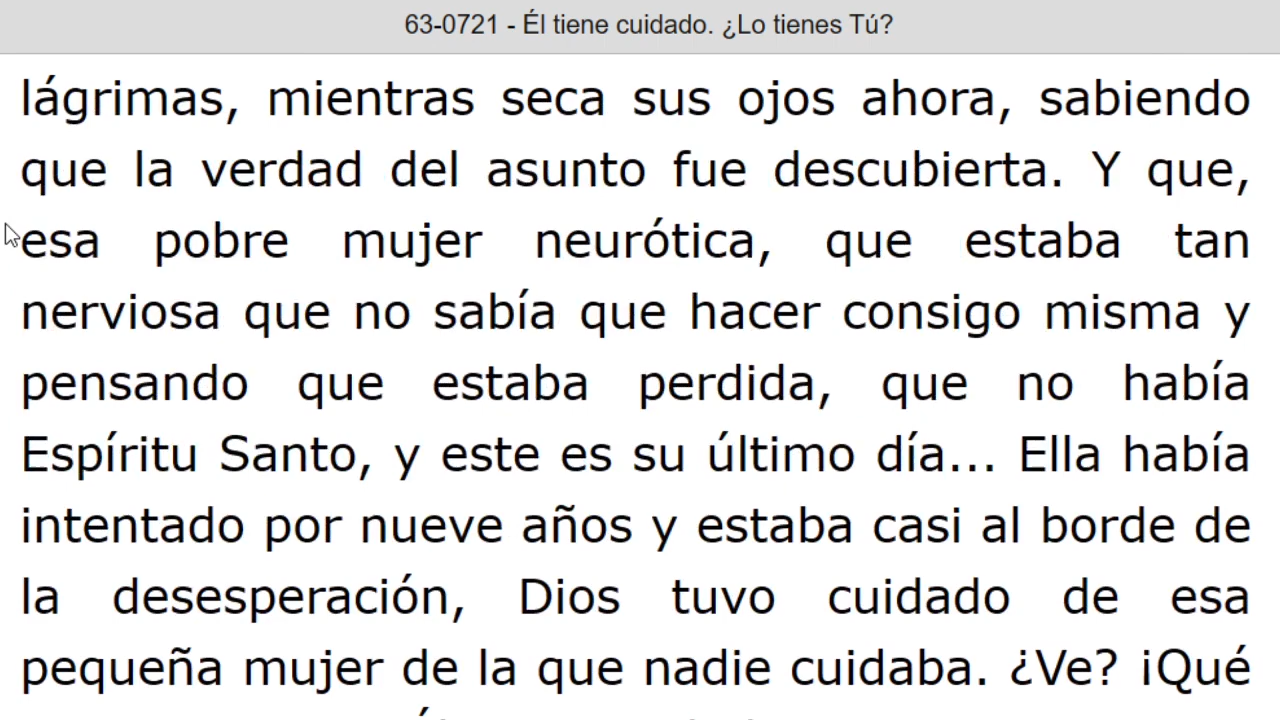 63-0721 - Él tiene cuidado. ¿Lo tienes Tú?
lágrimas, mientras seca sus ojos ahora, sabiendo
que la verdad del asunto fue descubierta. Y que,
esa pobre mujer neurótica, que estaba tan
nerviosa que no sabía que hacer consigo misma y
pensando que estaba perdida, que no había
Espíritu Santo, y este es su último día... Ella había
intentado por nueve años y estaba casi al borde de
la desesperación, Dios tuvo cuidado de esa
pequeña mujer de la que nadie cuidaba. ¿Ve? ¡Qué